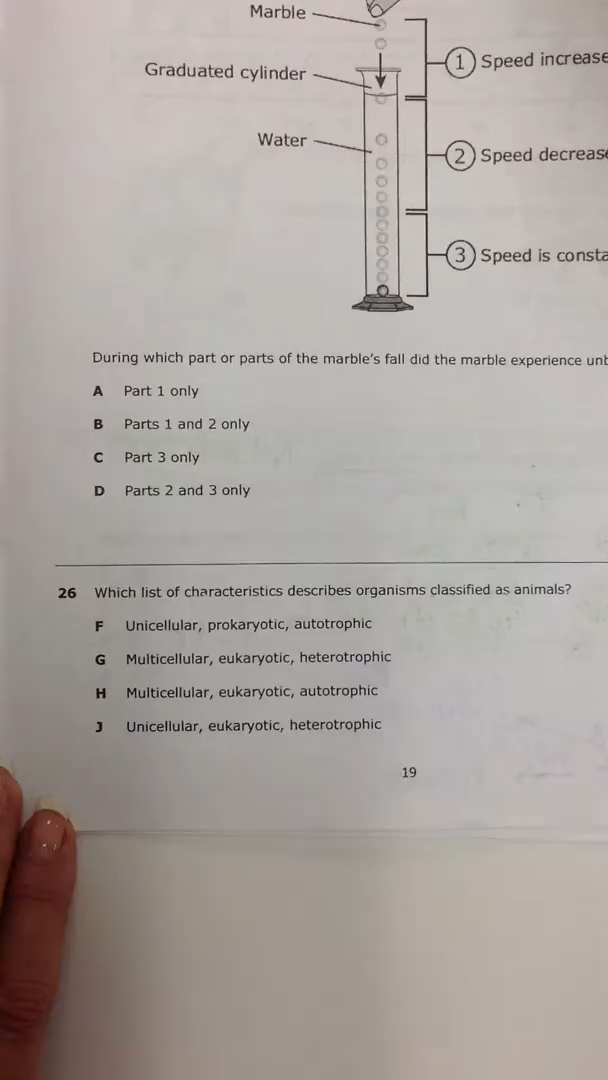 Marble
Graduated cylinder
Water
1 Speed increase
2 Speed decrease
3 Speed is consta
During which part or parts of the marble's fall did the marble experience unb
A Part 1 only
B Parts 1 and 2 only
C Part 3 only
D Parts 2 and 3 only
26 Which list of characteristics describes organisms classified as animals?
F Unicellular, prokaryotic, autotrophic
G Multicellular, eukaryotic, heterotrophic
H Multicellular, eukaryotic, autotrophic
J Unicellular, eukaryotic, heterotrophic
19